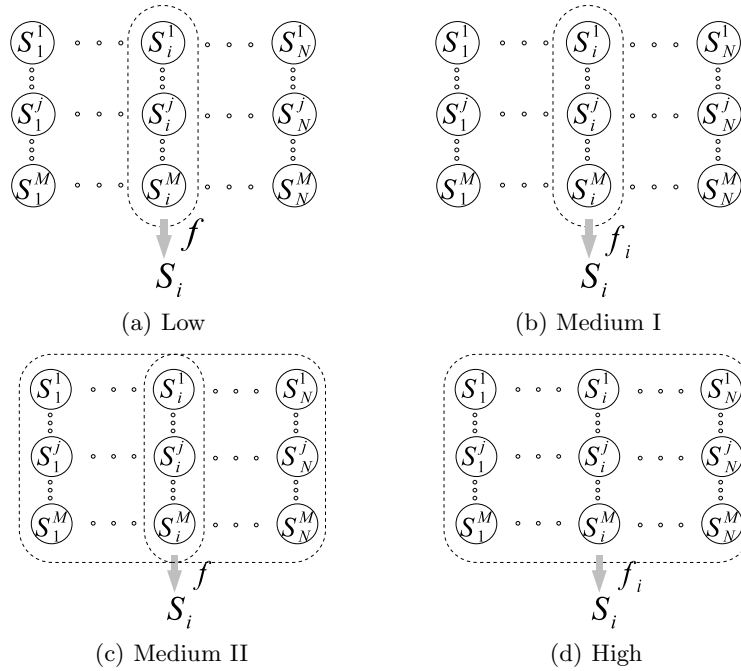 S_1^1 S_i^1 S_N^1 S_1^1 S_i^1 S_N^1
S_1^j S_i^j S_N^j S_1^j S_i^j S_N^j
S_1^M S_i^M S_N^M S_1^M S_i^M S_N^M
f f_i
S_i S_i
(a) Low (b) Medium I
S_1^1 S_i^1 S_N^1 S_1^1 S_i^1 S_N^1
S_1^j S_i^j S_N^j S_1^j S_i^j S_N^j
S_1^M S_i^M S_N^M S_1^M S_i^M S_N^M
f f_i
S_i S_i
(c) Medium II (d) High